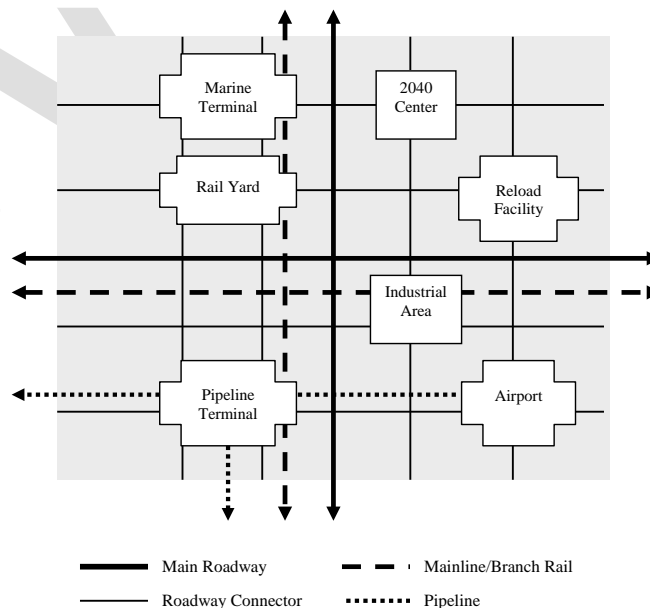 Marine
Terminal
2040
Center
Rail Yard
Reload
Facility
Industrial
Area
Pipeline
Terminal
Airport
Main Roadway
Mainline/Branch Rail
Roadway Connector
Pipeline